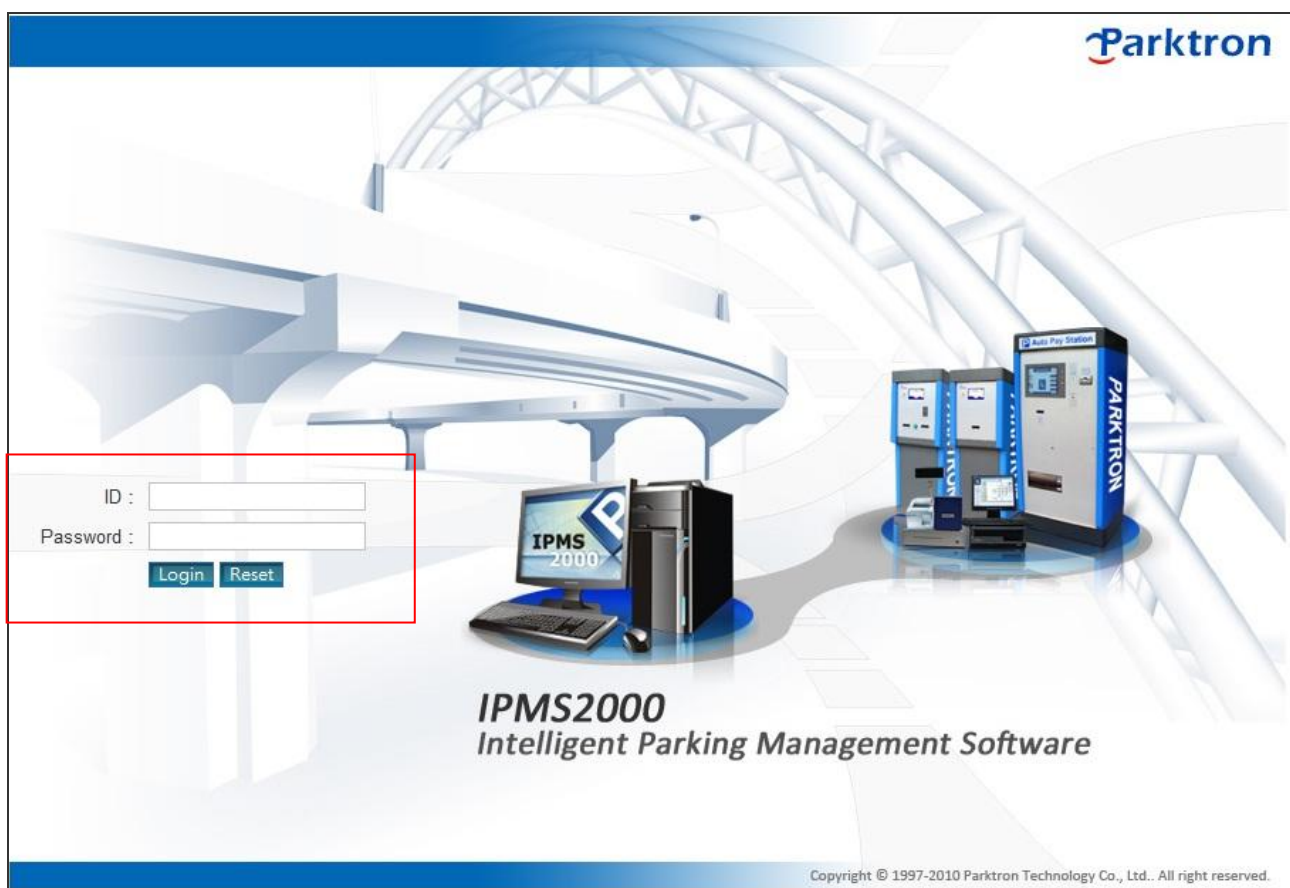 Parktron
P Auto Pay Station
PARKTRON
ID :
Password :
Login Reset
IPMS
2000
IPMS2000
Intelligent Parking Management Software
Copyright © 1997-2010 Parktron Technology Co., Ltd.. All right reserved.